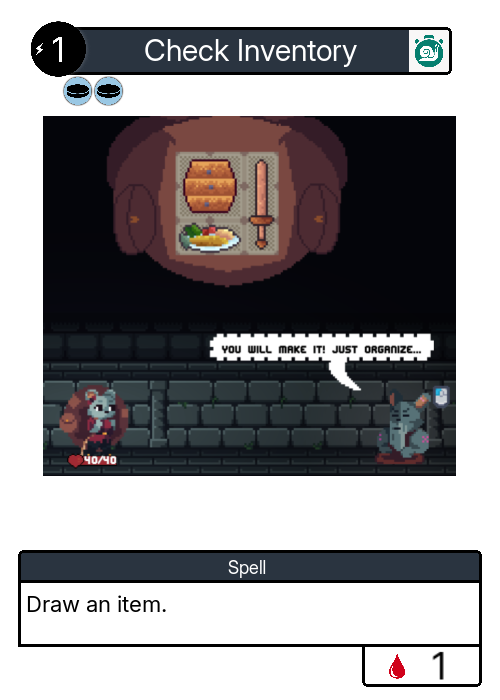 1
Check Inventory
YOU WILL MAKE IT! JUST ORGANIZE...
40/40
Spell
Draw an item.
1